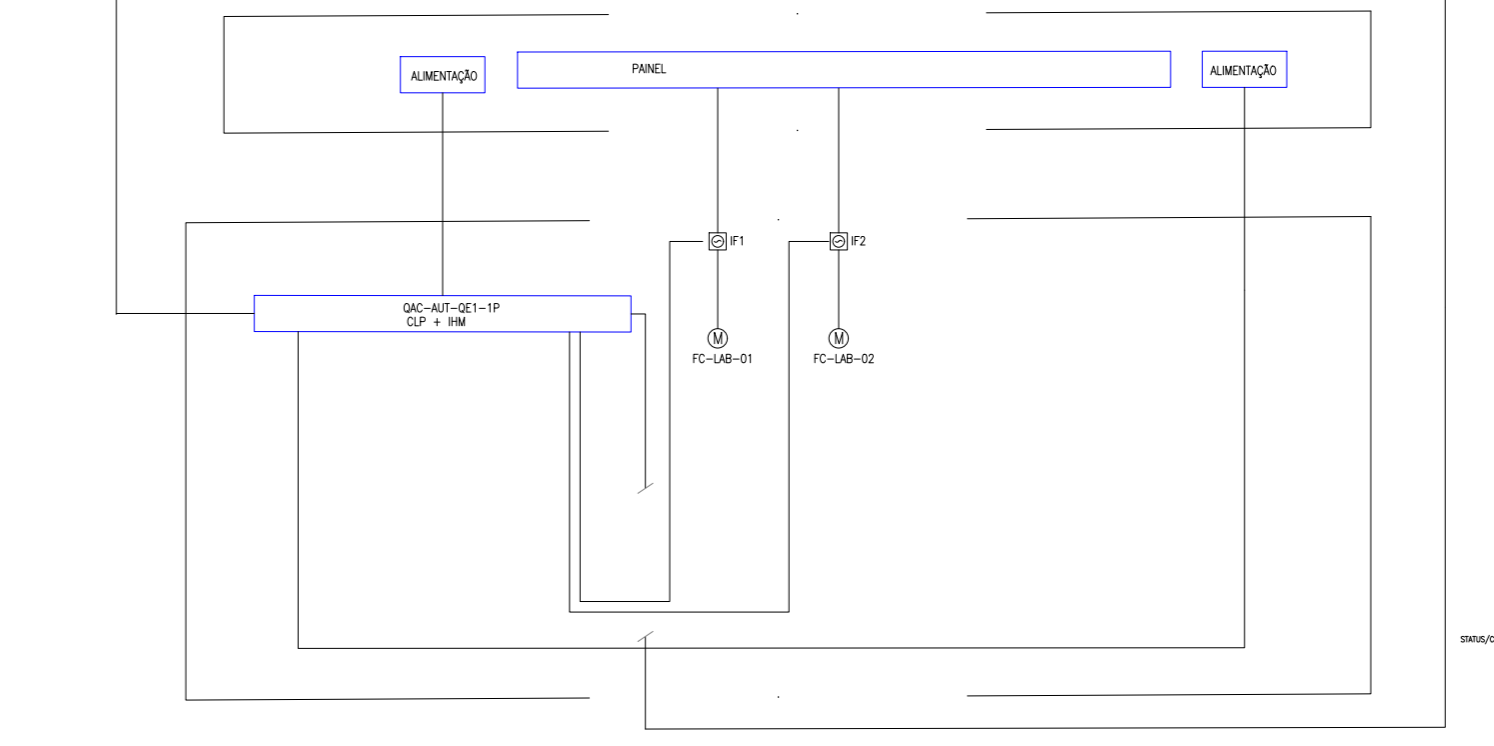 ALIMENTAÇÃO
PAINEL
ALIMENTAÇÃO
IF1
IF2
QAC-AUT-QE1-1P
CLP + IHM
M
M
FC-LAB-01
FC-LAB-02
STATUS/C